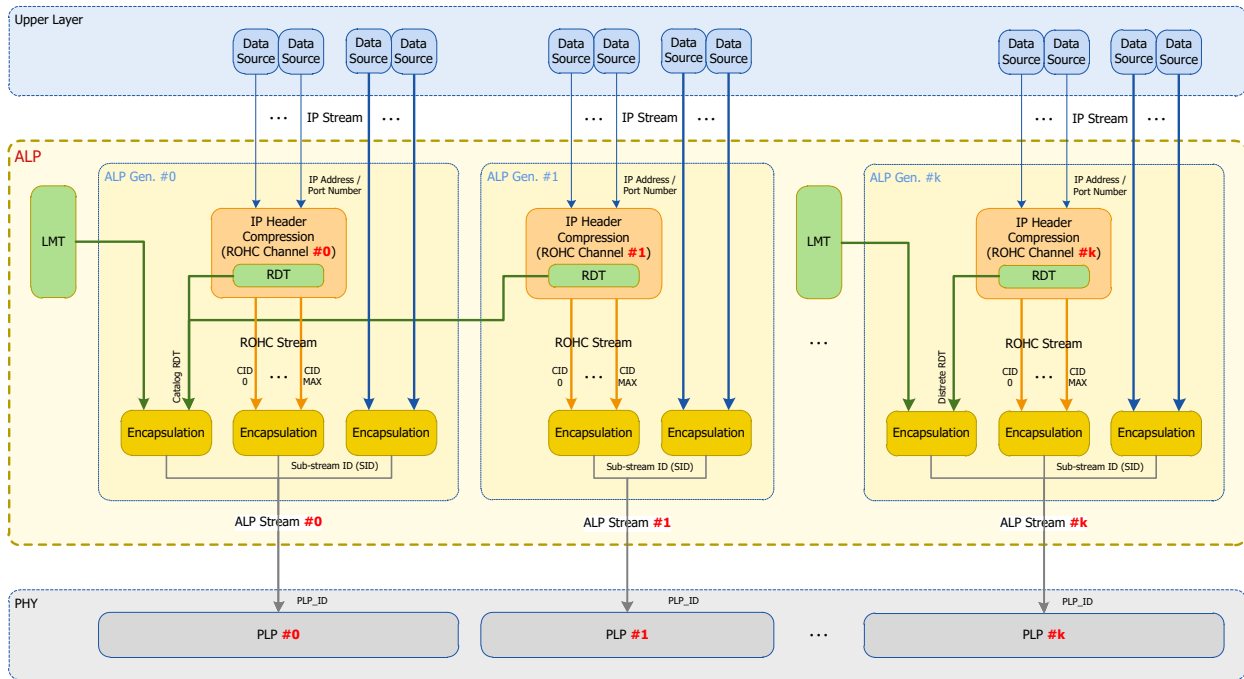 Upper Layer
Data Source
Data Source
Data Source
Data Source
Data Source
Data Source
Data Source
Data Source
Data Source
Data Source
Data Source
Data Source
... IP Stream ...
... IP Stream ...
... IP Stream ...
ALP
ALP Gen. #0
IP Address /
Port Number
ALP Gen. #1
IP Address /
Port Number
ALP Gen. #k
IP Address /
Port Number
LMT
IP Header
Compression
(ROHC Channel #0)
RDT
IP Header
Compression
(ROHC Channel #1)
RDT
LMT
IP Header
Compression
(ROHC Channel #k)
RDT
ROHC Stream
ROHC Stream
...
ROHC Stream
Catalog RDT
CID
0
...
CID
MAX
CID
0
...
CID
MAX
Distrete RDT
CID
0
...
CID
MAX
Encapsulation
Encapsulation
Encapsulation
Encapsulation
Encapsulation
Encapsulation
Encapsulation
Encapsulation
Sub-stream ID (SID)
Sub-stream ID (SID)
Sub-stream ID (SID)
ALP Stream #0
ALP Stream #1
ALP Stream #k
PHY
PLP_ID
PLP_ID
PLP_ID
PLP #0
PLP #1
...
PLP #k